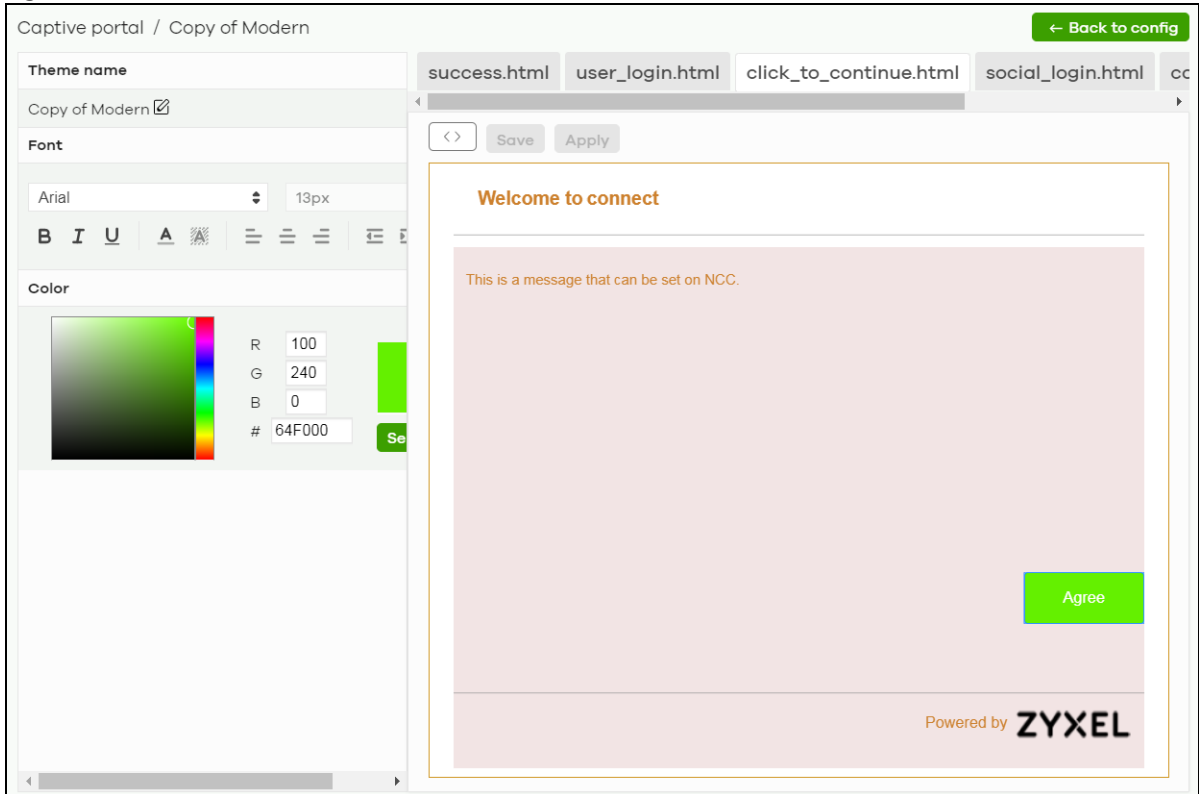 Captive portal / Copy of Modern
← Back to config
Theme name
Copy of Modern
Font
Arial
13px
B I U A A
Color
R 100
G 240
B 0
# 64F000
Se
success.html user_login.html click_to_continue.html social_login.html
<> Save Apply
Welcome to connect
This is a message that can be set on NCC.
Agree
Powered by ZYXEL